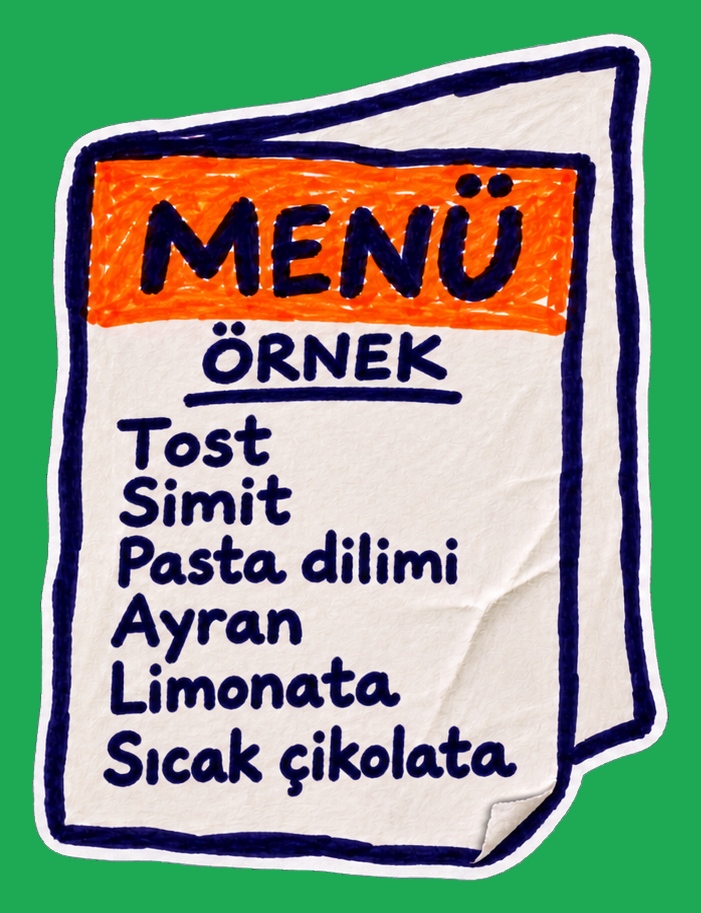 MENÜ
ÖRNEK
Tost
Simit
Pasta dilimi
Ayran
Limonata
Sıcak çikolata